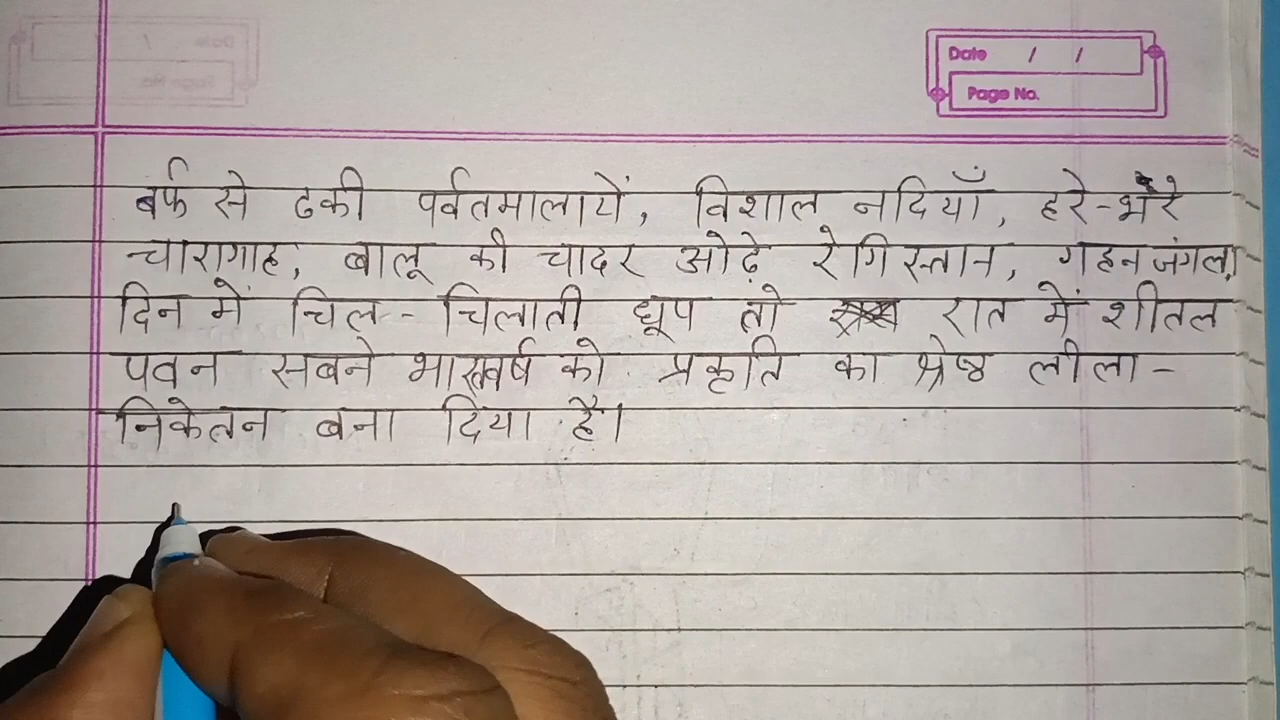 Date / /
Page No.
बर्फ से ढकी पर्वतमालायें, विशाल नदियाँ, हरे-भरे
चारागाह, बालू की चादर ओढ़े रेगिस्तान, गहन जंगल,
दिन में चिल-चिलाती धूप तो रात में शीतल
पवन सबने भारतवर्ष को प्रकृति का श्रेष्ठ लीला-
निकेतन बना दिया है।